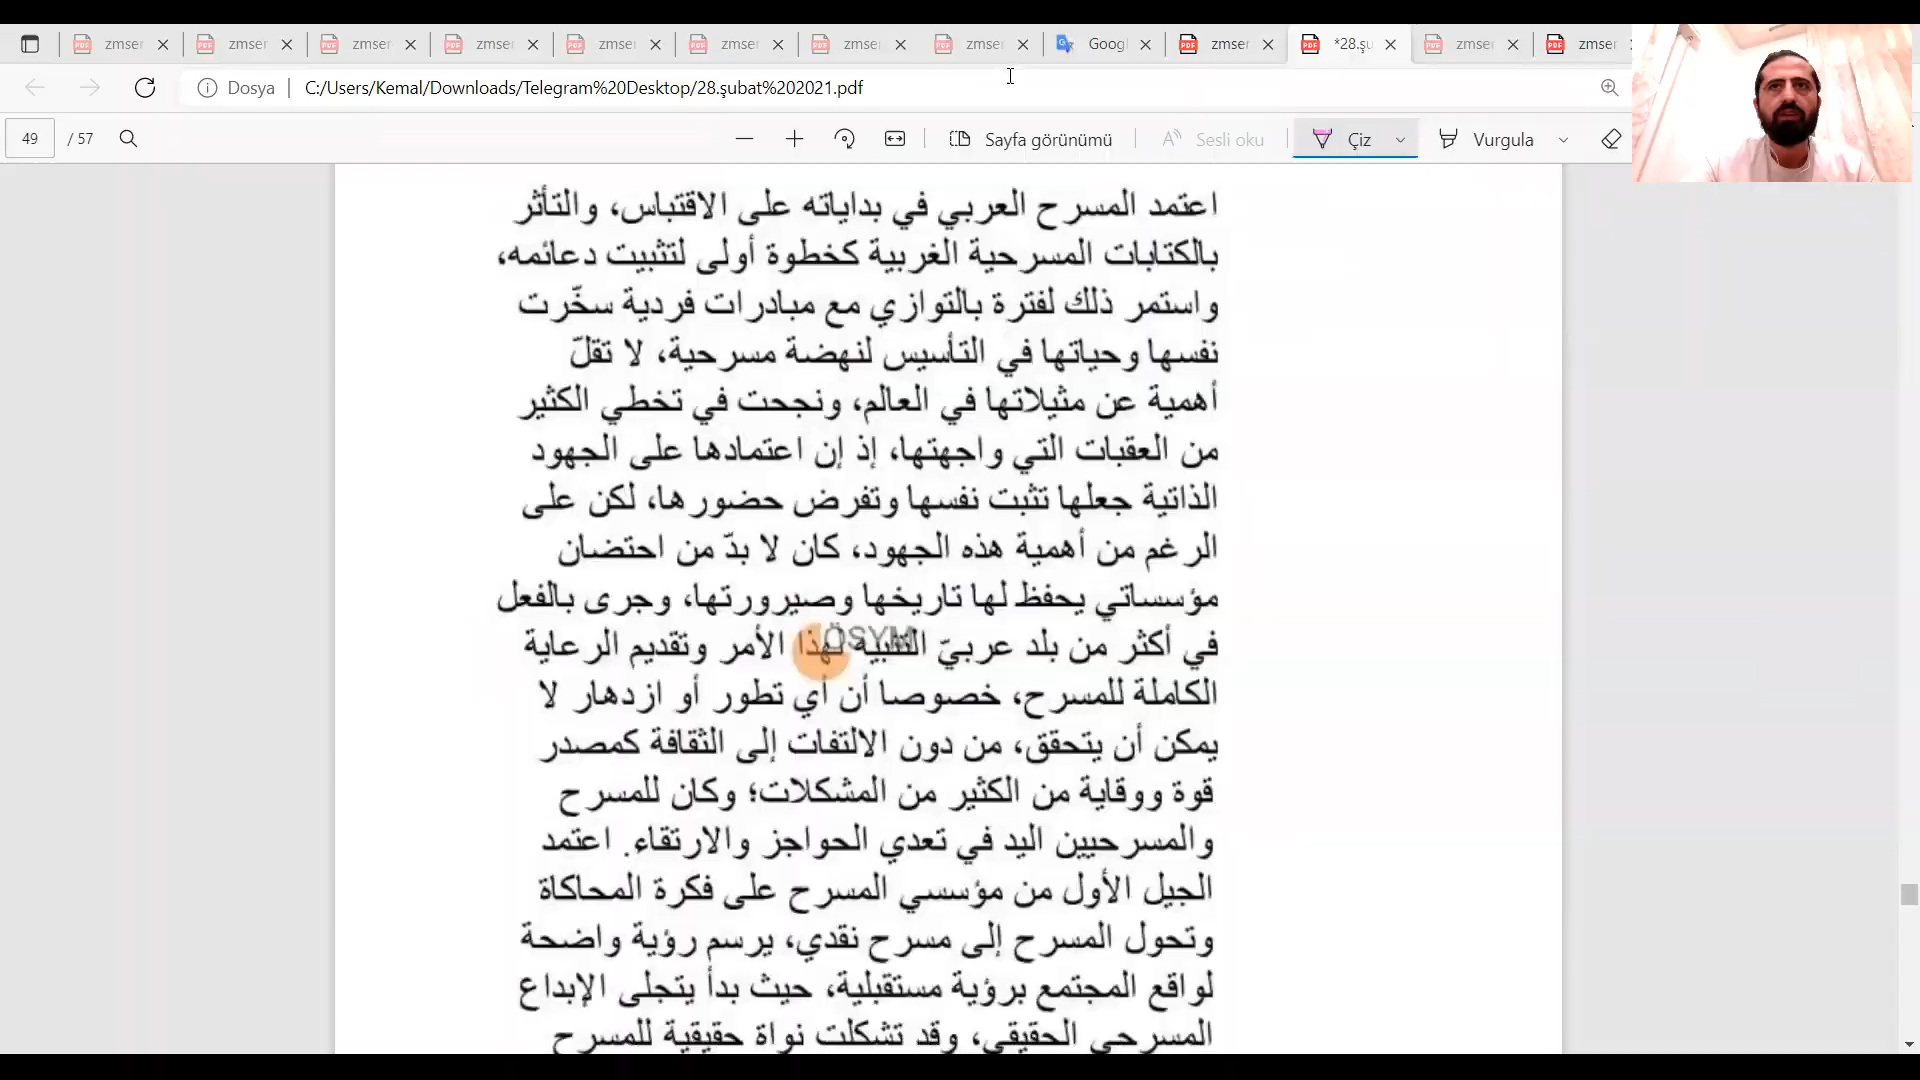 zmser
zmser
zmser
zmser
zmser
zmser
zmser
zmser
Googl
zmser
*28.şu
zmser
zmser
Dosya
C:/Users/Kemal/Downloads/Telegram%20Desktop/28.şubat%202021.pdf
49 / 57
Sayfa görünümü
Sesli oku
Çiz
Vurgula
اعتمد المسرح العربي في بداياته على الاقتباس، والتأثر
بالكتابات المسرحية الغربية كخطوة أولى لتثبيت دعائمه،
واستمر ذلك لفترة بالتوازي مع مبادرات فردية سخّرت
نفسها وحياتها في التأسيس لنهضة مسرحية، لا تقلّ
أهمية عن مثيلاتها في العالم، ونجحت في تخطي الكثير
من العقبات التي واجهتها، إذ إن اعتمادها على الجهود
الذاتية جعلها تثبت نفسها وتفرض حضورها، لكن على
الرغم من أهمية هذه الجهود، كان لا بدّ من احتضان
مؤسساتي يحفظ لها تاريخها وصيرورتها، وجرى بالفعل
في أكثر من بلد عربيّ التنبيه لهذا الأمر وتقديم الرعاية
ÖSYM
الكاملة للمسرح، خصوصا أن أي تطور أو ازدهار لا
يمكن أن يتحقق، من دون الالتفات إلى الثقافة كمصدر
قوة ووقاية من الكثير من المشكلات؛ وكان للمسرح
والمسرحيين اليد في تعدي الحواجز والارتقاء. اعتمد
الجيل الأول من مؤسسي المسرح على فكرة المحاكاة
وتحول المسرح إلى مسرح نقدي، يرسم رؤية واضحة
لواقع المجتمع برؤية مستقبلية، حيث بدأ يتجلى الإبداع
المسرحي الحقيقي، وقد تشكلت نواة حقيقية للمسرح